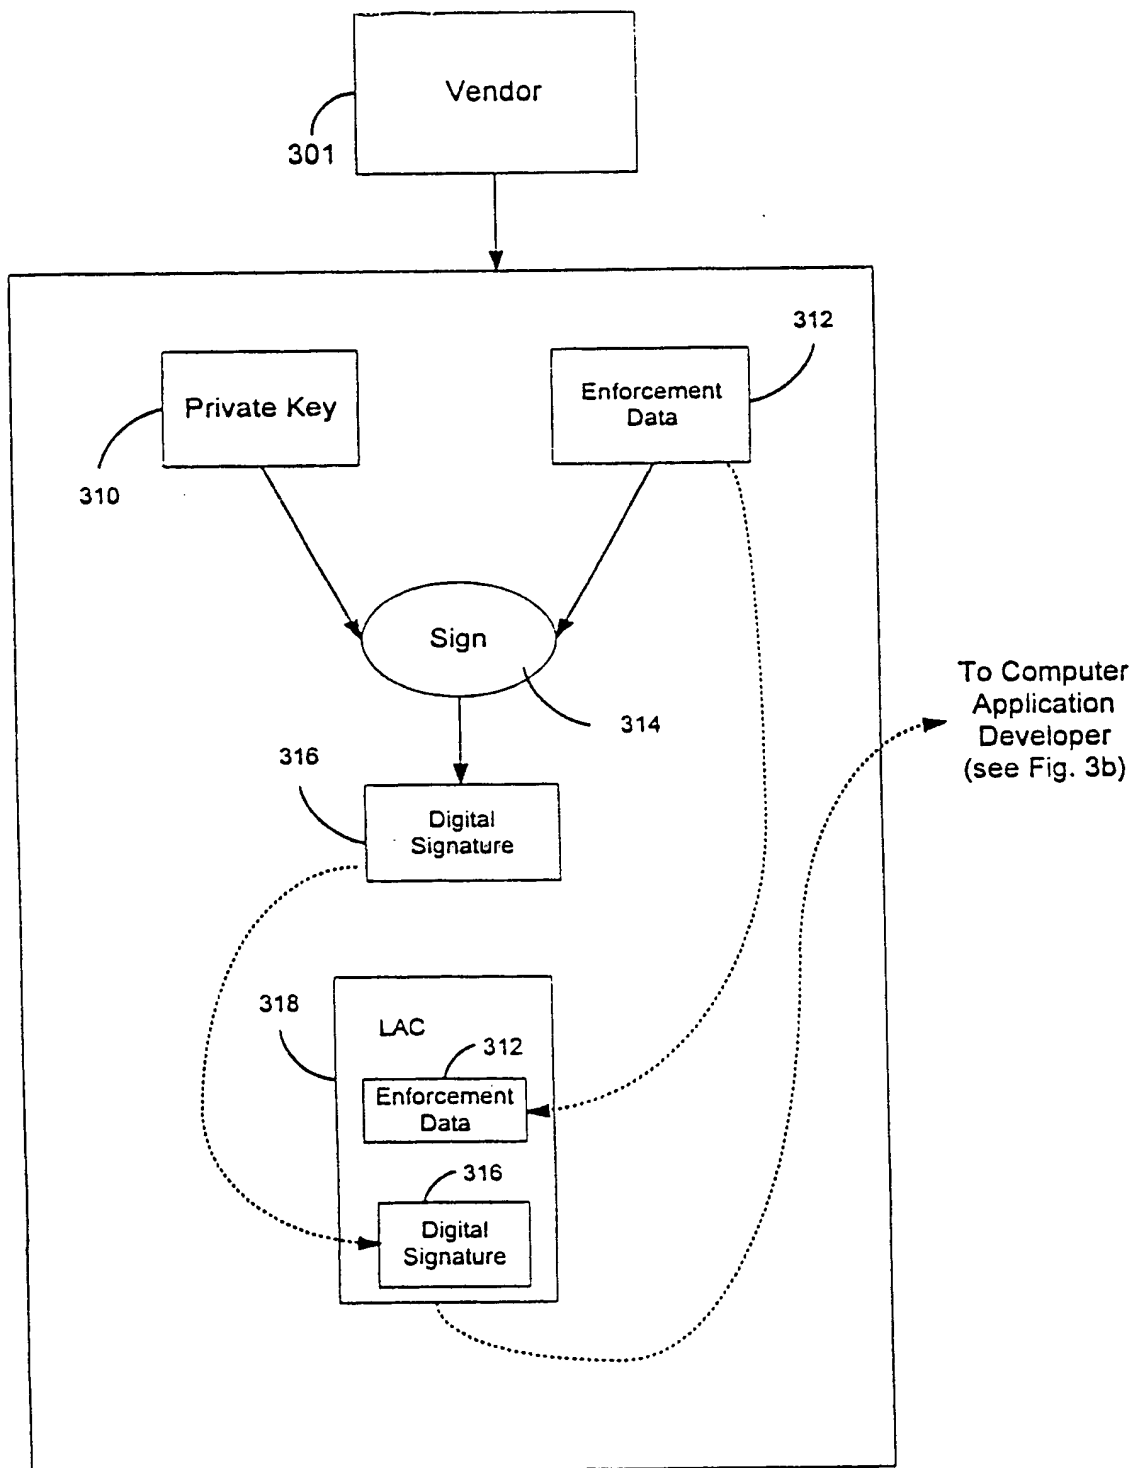 Vendor
301
312
Private Key
Enforcement
Data
310
Sign
314
To Computer
Application
Developer
(see Fig. 3b)
316
Digital
Signature
318
LAC
312
Enforcement
Data
316
Digital
Signature